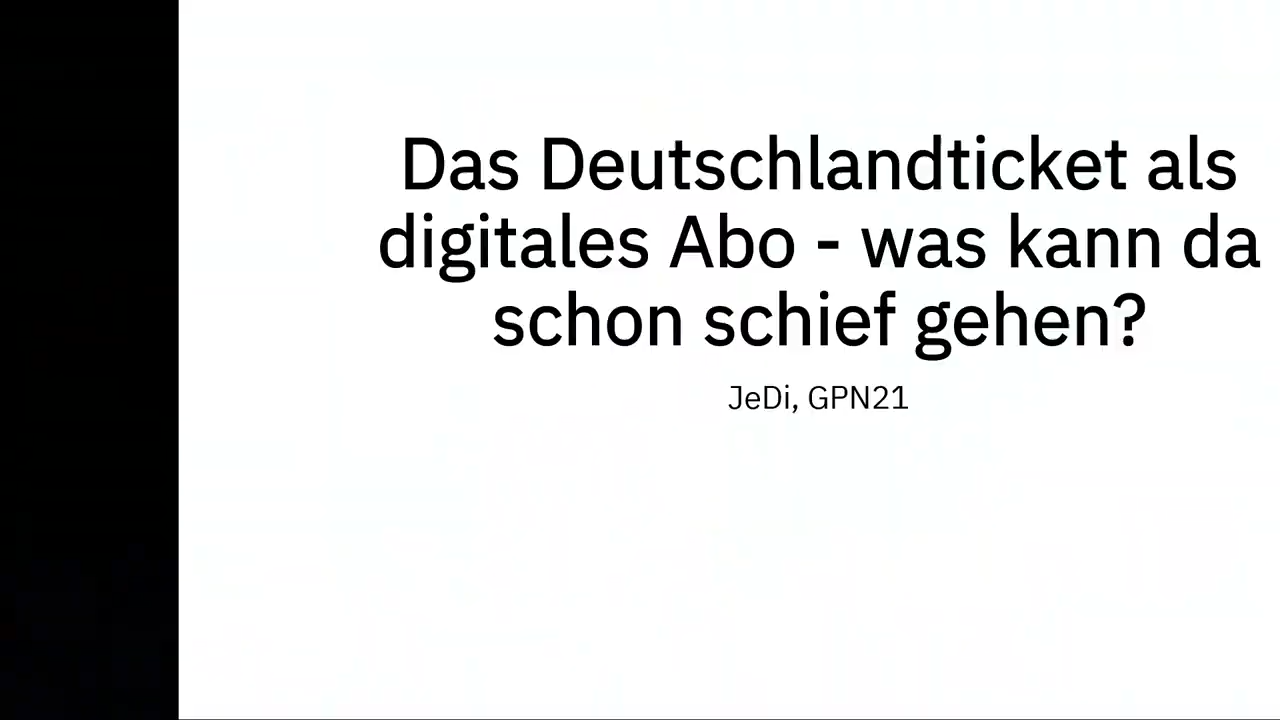 Das Deutschlandticket als
digitales Abo - was kann da
schon schief gehen?
JeDi, GPN21